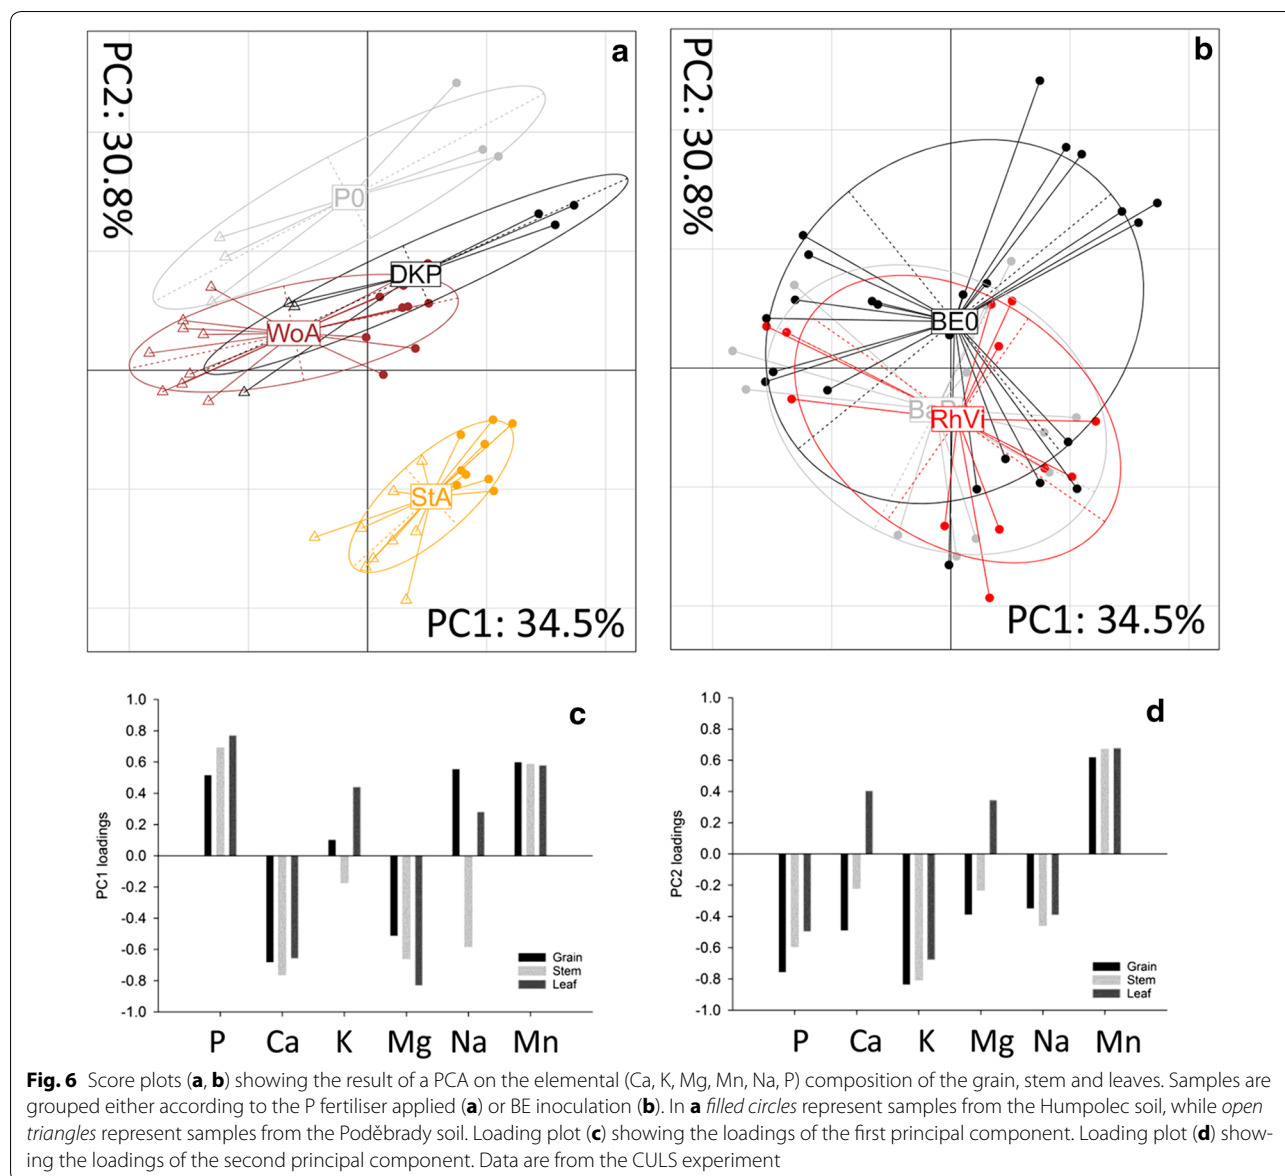 PC2: 30.8%
a
P0
DKP
WoA
StA
PC1: 34.5%
PC2: 30.8%
b
BE0
RhVi
PC1: 34.5%
c
PC1 loadings
1.0
0.8
0.6
0.4
0.2
0.0
-0.2
-0.4
-0.6
-0.8
-1.0
Grain
Stem
Leaf
P Ca K Mg Na Mn
d
PC2 loadings
1.0
0.8
0.6
0.4
0.2
0.0
-0.2
-0.4
-0.6
-0.8
-1.0
Grain
Stem
Leaf
P Ca K Mg Na Mn
Fig. 6 Score plots (a, b) showing the result of a PCA on the elemental (Ca, K, Mg, Mn, Na, P) composition of the grain, stem and leaves. Samples are
grouped either according to the P fertiliser applied (a) or BE inoculation (b). In a filled circles represent samples from the Humpolec soil, while open
triangles represent samples from the Poděbrady soil. Loading plot (c) showing the loadings of the first principal component. Loading plot (d) show-
ing the loadings of the second principal component. Data are from the CULS experiment